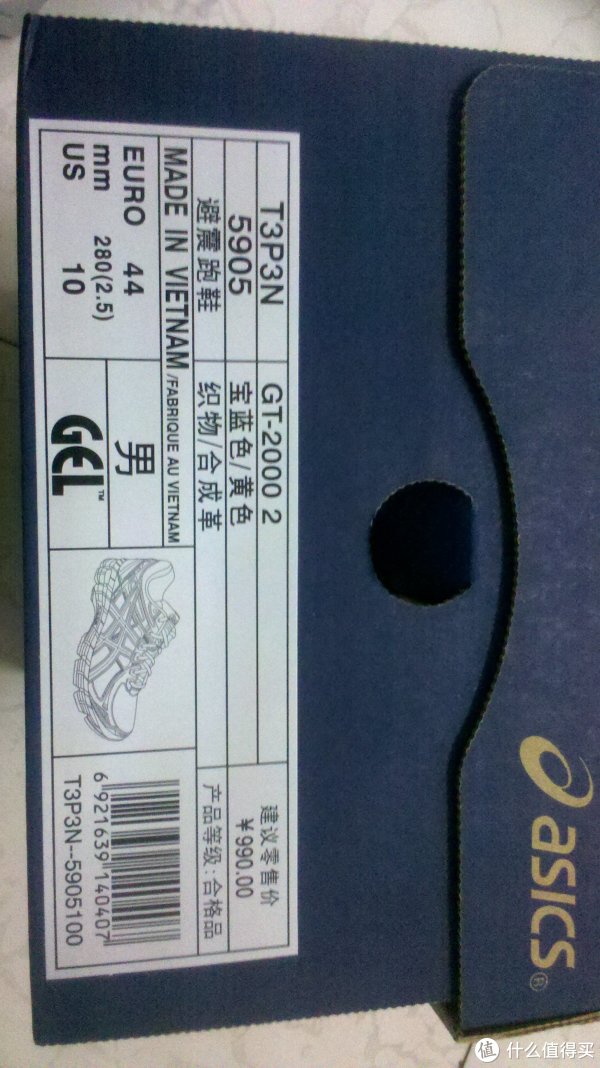 T3P3N
5905
避震跑鞋
GT-2000 2
宝蓝色/黄色
织物/合成革
建议零售价
¥990.00
产品等级:合格品
MADE IN VIETNAM /FABRIQUE AU VIETNAM
EURO 44
mm 280(2.5)
US 10
男
GEL™
6 921639 140407
T3P3N--5905100
asics®
值 什么值得买